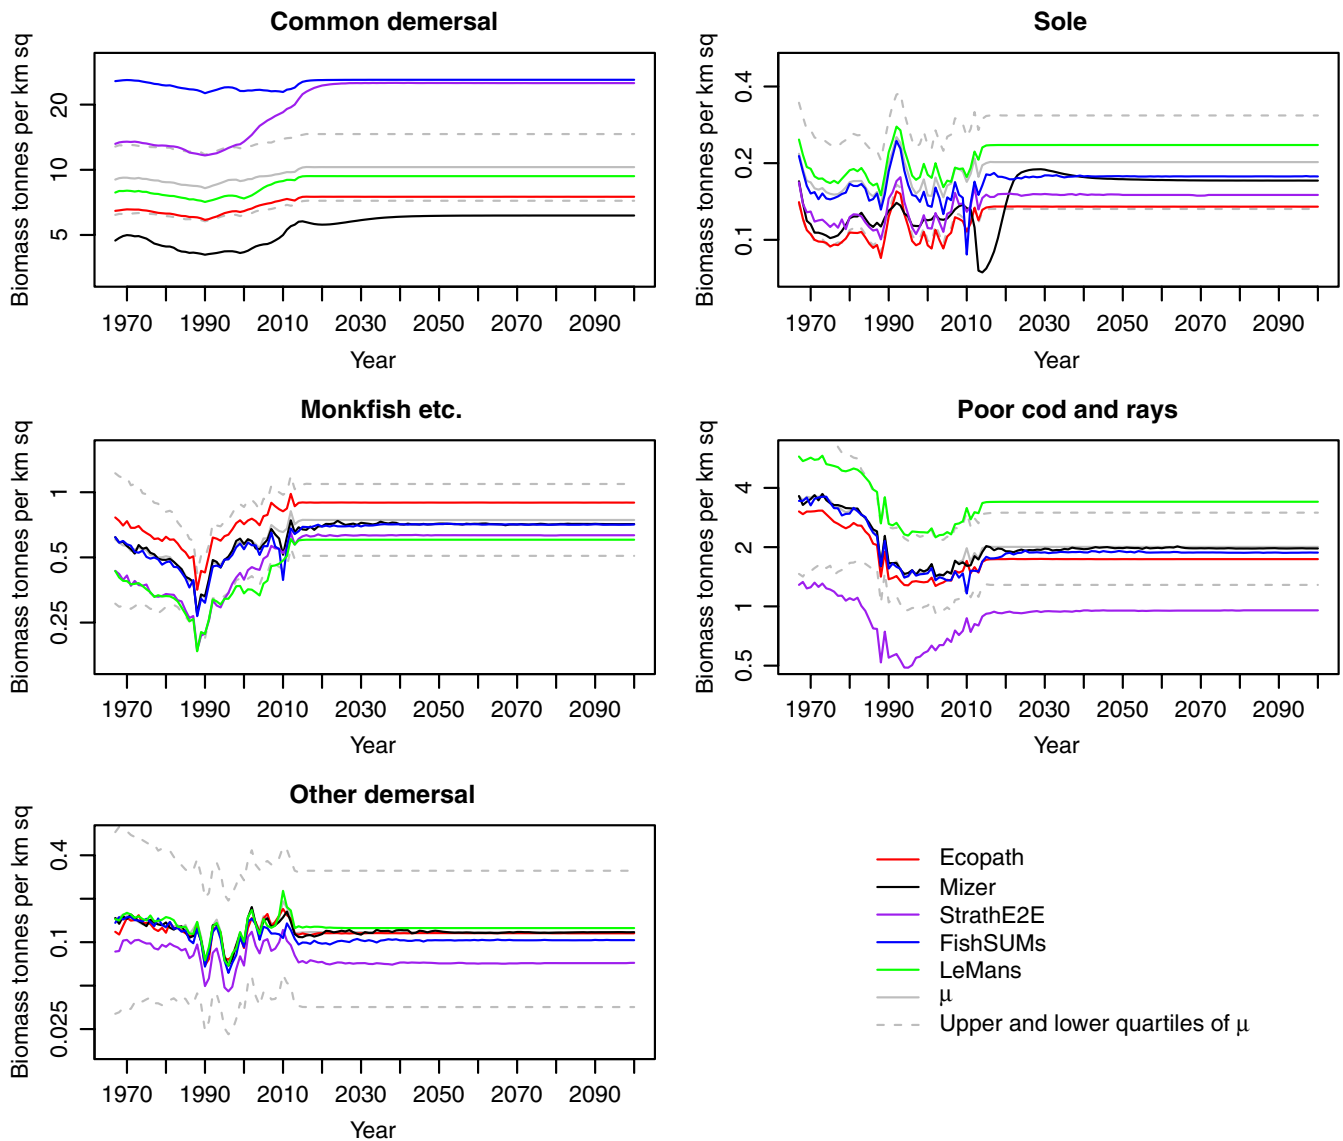 Common demersal
Biomass tonnes per km sq
20
10
5
1970 1990 2010 2030 2050 2070 2090
Year
Sole
Biomass tonnes per km sq
0.4
0.2
0.1
1970 1990 2010 2030 2050 2070 2090
Year
Monkfish etc.
Biomass tonnes per km sq
1
0.5
0.25
1970 1990 2010 2030 2050 2070 2090
Year
Poor cod and rays
Biomass tonnes per km sq
4
2
1
0.5
1970 1990 2010 2030 2050 2070 2090
Year
Other demersal
Biomass tonnes per km sq
0.4
0.1
0.025
1970 1990 2010 2030 2050 2070 2090
Year
Ecopath
Mizer
StrathE2E
FishSUMs
LeMans
μ
Upper and lower quartiles of μ